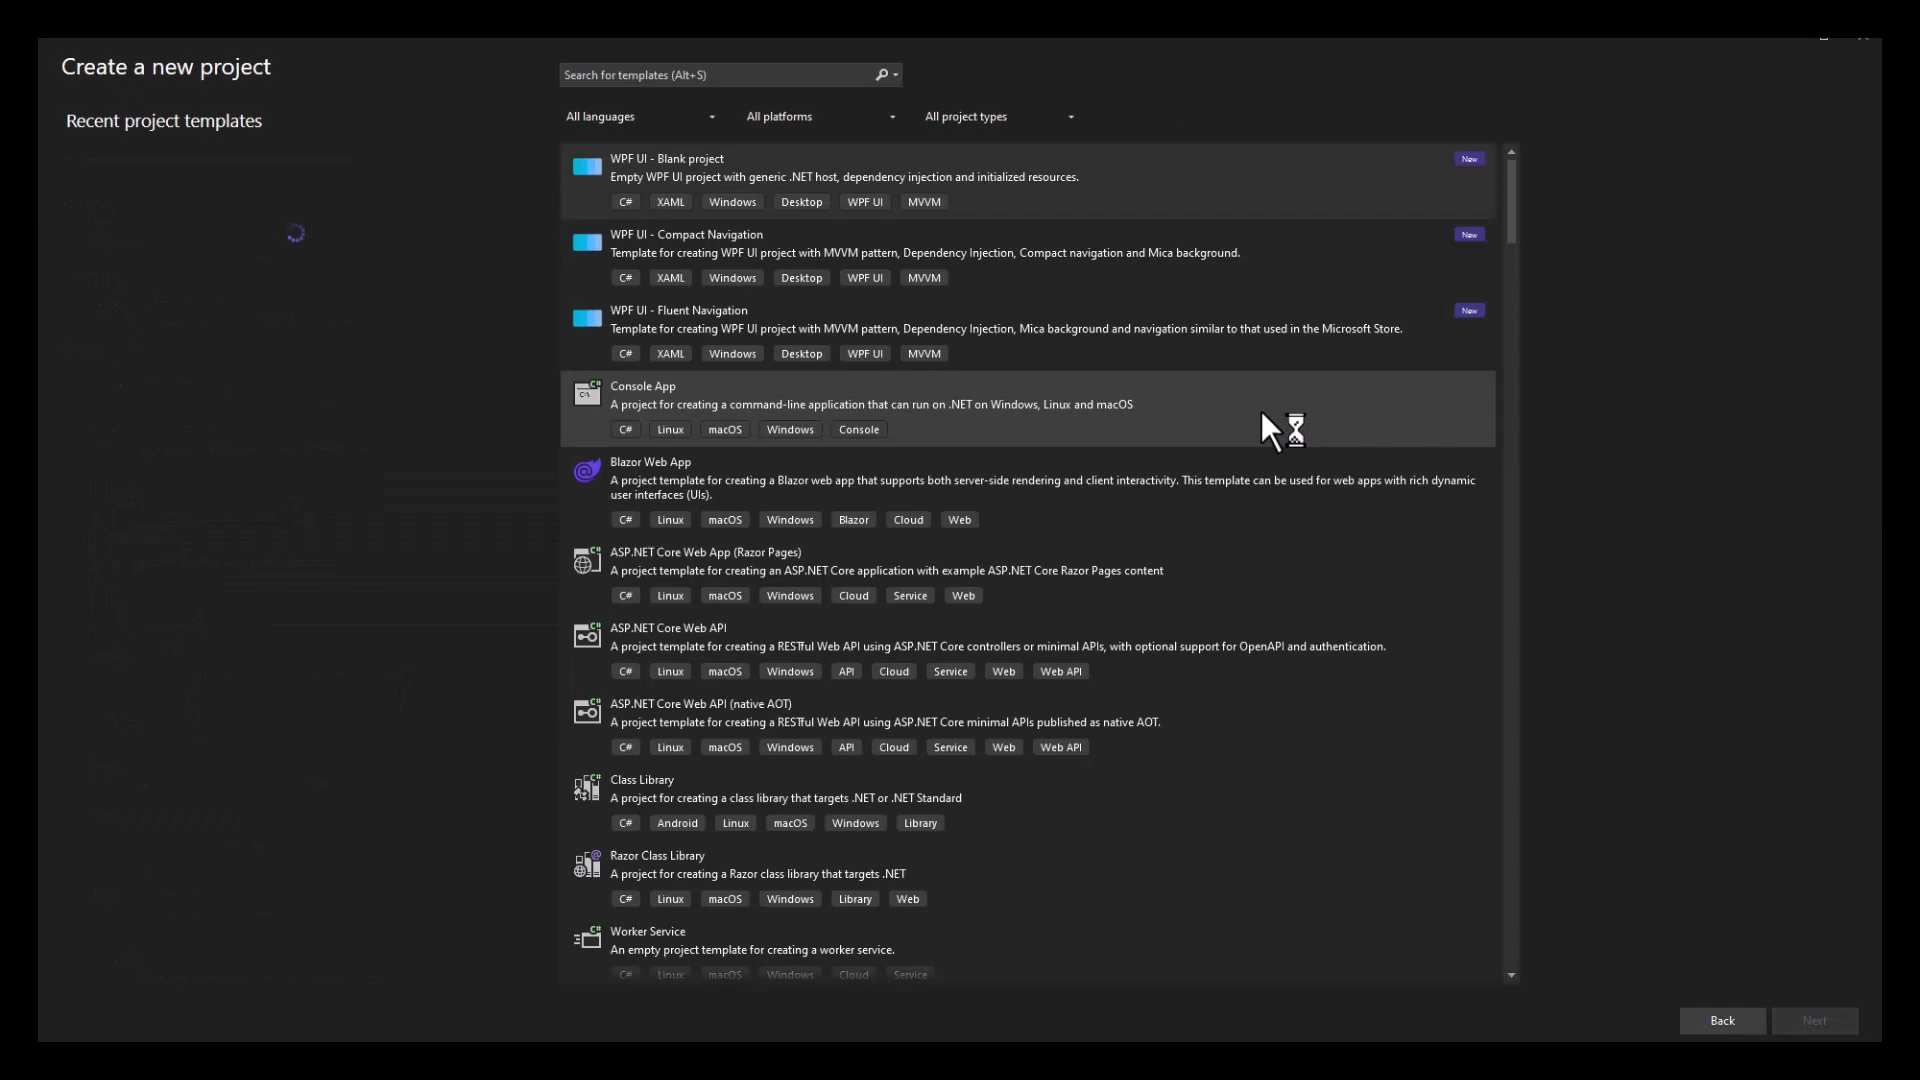 Create a new project
Recent project templates
Search for templates (Alt+S)
All languages
All platforms
All project types
WPF UI - Blank project
New
Empty WPF UI project with generic .NET host, dependency injection and initialized resources.
C# XAML Windows Desktop WPF UI MVVM
WPF UI - Compact Navigation
New
Template for creating WPF UI project with MVVM pattern, Dependency Injection, Compact navigation and Mica background.
C# XAML Windows Desktop WPF UI MVVM
WPF UI - Fluent Navigation
New
Template for creating WPF UI project with MVVM pattern, Dependency Injection, Mica background and navigation similar to that used in the Microsoft Store.
C# XAML Windows Desktop WPF UI MVVM
Console App
A project for creating a command-line application that can run on .NET on Windows, Linux and macOS
C# Linux macOS Windows Console
Blazor Web App
A project template for creating a Blazor web app that supports both server-side rendering and client interactivity. This template can be used for web apps with rich dynamic
user interfaces (UIs).
C# Linux macOS Windows Blazor Cloud Web
ASP.NET Core Web App (Razor Pages)
A project template for creating an ASP.NET Core application with example ASP.NET Core Razor Pages content
C# Linux macOS Windows Cloud Service Web
ASP.NET Core Web API
A project template for creating a RESTful Web API using ASP.NET Core controllers or minimal APIs, with optional support for OpenAPI and authentication.
C# Linux macOS Windows API Cloud Service Web Web API
ASP.NET Core Web API (native AOT)
A project template for creating a RESTful Web API using ASP.NET Core minimal APIs published as native AOT.
C# Linux macOS Windows API Cloud Service Web Web API
Class Library
A project for creating a class library that targets .NET or .NET Standard
C# Android Linux macOS Windows Library
Razor Class Library
A project for creating a Razor class library that targets .NET
C# Linux macOS Windows Library Web
Worker Service
An empty project template for creating a worker service.
C# Linux macOS Windows Cloud Service
Back
Next